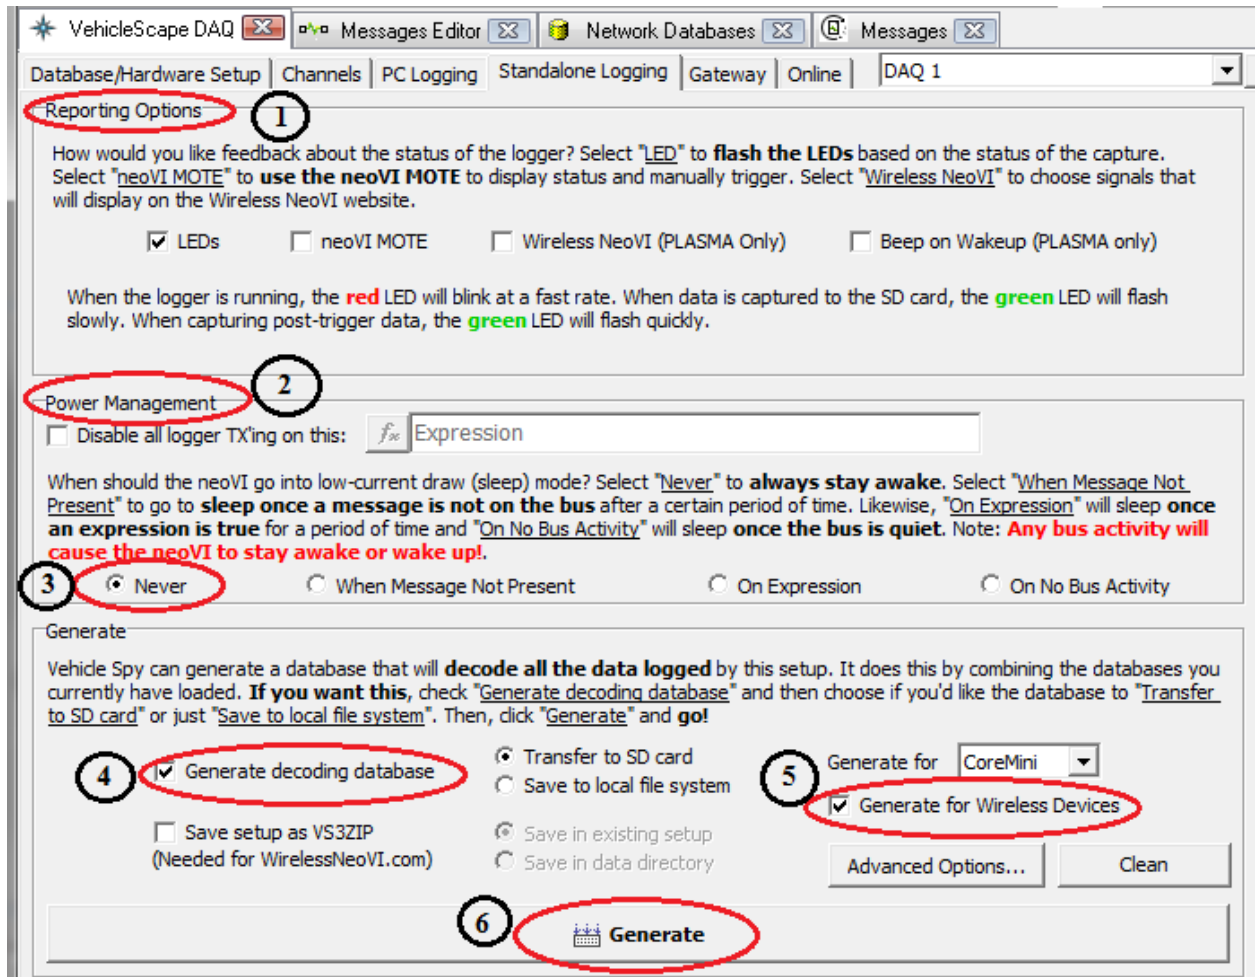 VehicleScape DAQ Messages Editor Network Databases Messages
Database/Hardware Setup Channels PC Logging Standalone Logging Gateway Online DAQ 1
Reporting Options 1
How would you like feedback about the status of the logger? Select "LED" to flash the LEDs based on the status of the capture.
Select "neoVI MOTE" to use the neoVI MOTE to display status and manually trigger. Select "Wireless NeoVI" to choose signals that
will display on the Wireless NeoVI website.
LEDs neoVI MOTE Wireless NeoVI (PLASMA Only) Beep on Wakeup (PLASMA only)
When the logger is running, the red LED will blink at a fast rate. When data is captured to the SD card, the green LED will flash
slowly. When capturing post-trigger data, the green LED will flash quickly.
2
Power Management
Disable all logger TX'ing on this: fx Expression
When should the neoVI go into low-current draw (sleep) mode? Select "Never" to always stay awake. Select "When Message Not
Present" to go to sleep once a message is not on the bus after a certain period of time. Likewise, "On Expression" will sleep once
an expression is true for a period of time and "On No Bus Activity" will sleep once the bus is quiet. Note: Any bus activity will
cause the neoVI to stay awake or wake up!.
3 Never When Message Not Present On Expression On No Bus Activity
Generate
Vehicle Spy can generate a database that will decode all the data logged by this setup. It does this by combining the databases you
currently have loaded. If you want this, check "Generate decoding database" and then choose if you'd like the database to "Transfer
to SD card" or just "Save to local file system". Then, click "Generate" and go!
4 Generate decoding database Transfer to SD card 5 Generate for CoreMini
Save to local file system Generate for Wireless Devices
Save setup as VS3ZIP Save in existing setup
(Needed for WirelessNeoVI.com) Save in data directory Advanced Options... Clean
6 Generate